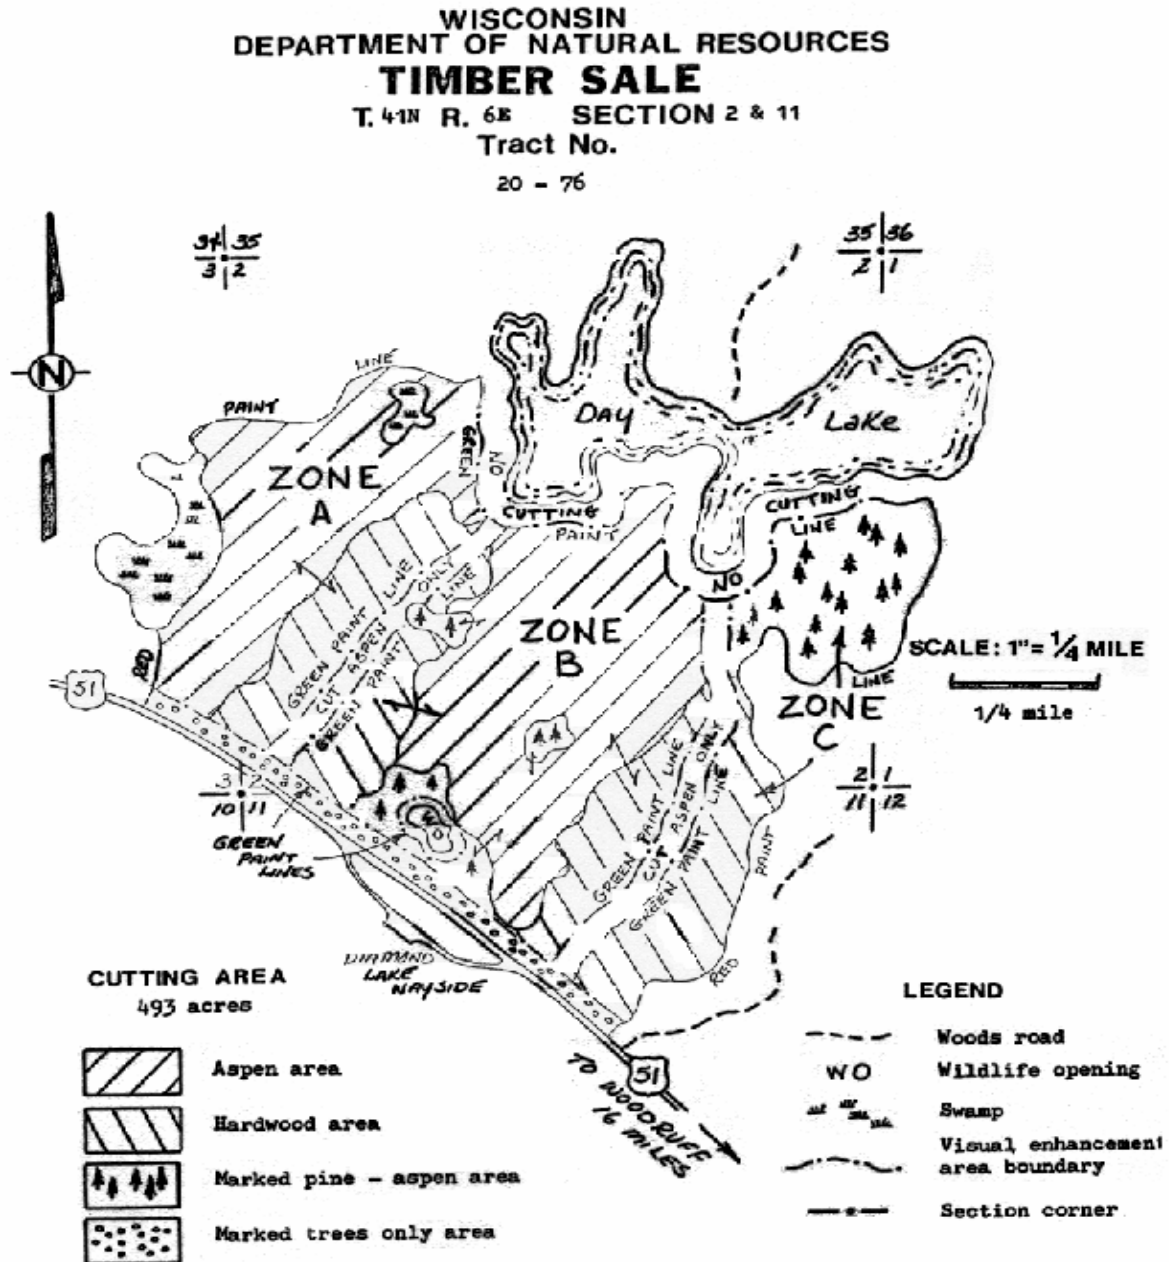 WISCONSIN
DEPARTMENT OF NATURAL RESOURCES
TIMBER SALE
T. 41N R. 6E SECTION 2 & 11
Tract No.
20 - 76
34 35
3 2
35 36
2 1
N
LINE
PAINT
GREEN
NO
DAY Lake
ZONE
A
CUTTING
PAINT
CUTTING
LINE
NO
GREEN PAINT LINE
CUT ASPEN ONLY
GREEN PAINT LINE
ZONE
B
RED
51
SCALE: 1"= 1/4 MILE
1/4 mile
LINE
ZONE
C
3 2
10 11
2 1
11 12
GREEN
PAINT
LINES
GREEN PAINT LINE
CUT ASPEN ONLY
GREEN PAINT LINE
PAINT
RED
DIAMOND
LAKE
WAYSIDE
51
TO WOODRUFF
16 MILES
CUTTING AREA
493 acres
Aspen area
Hardwood area
Marked pine - aspen area
Marked trees only area
LEGEND
Woods road
WO Wildlife opening
Swamp
Visual enhancement
area boundary
Section corner